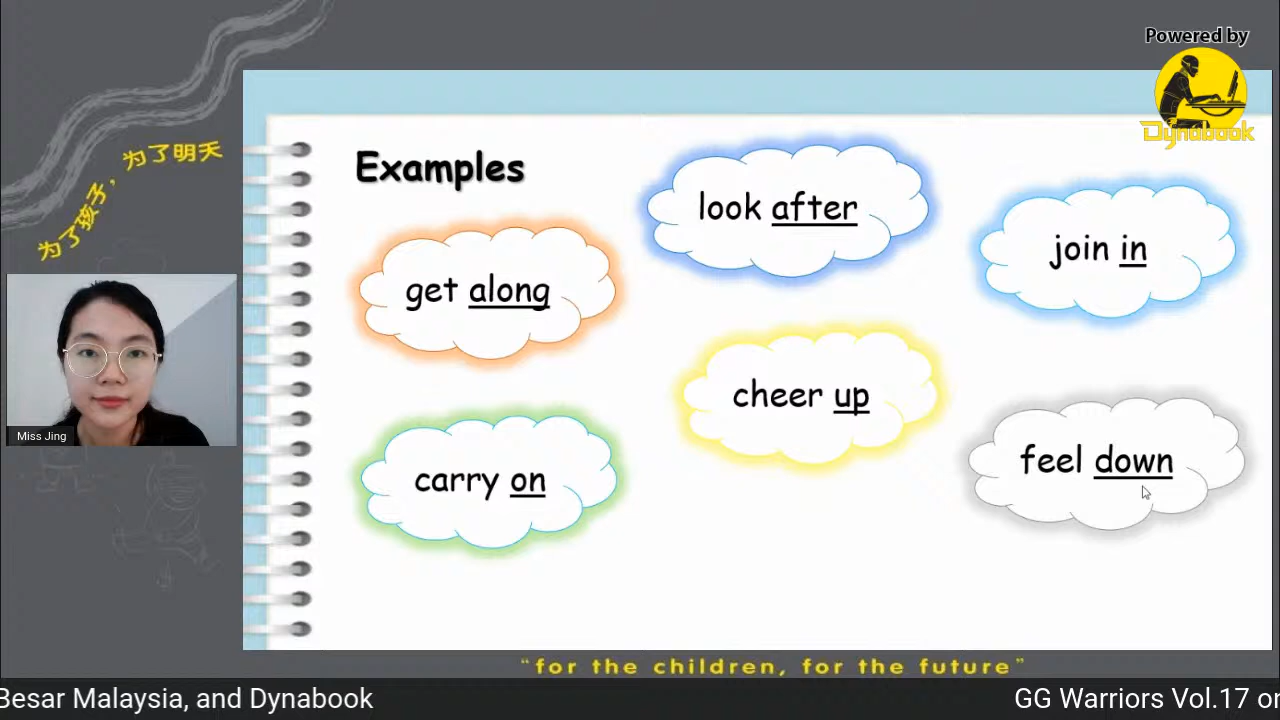 Powered by
Dynabook
为了孩子，为了明天
Examples
look after
join in
get along
cheer up
feel down
carry on
Miss Jing
“for the children, for the future”
Besar Malaysia, and Dynabook
GG Warriors Vol.17